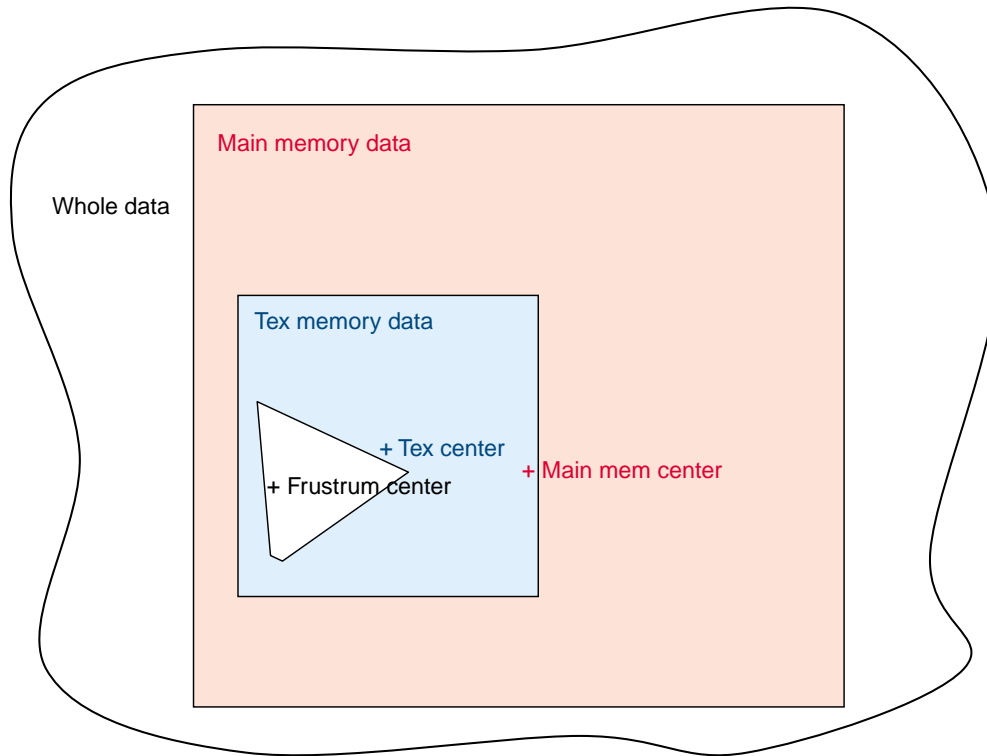 Main memory data
Whole data
Tex memory data
+ Tex center
+ Main mem center
+ Frustrum center